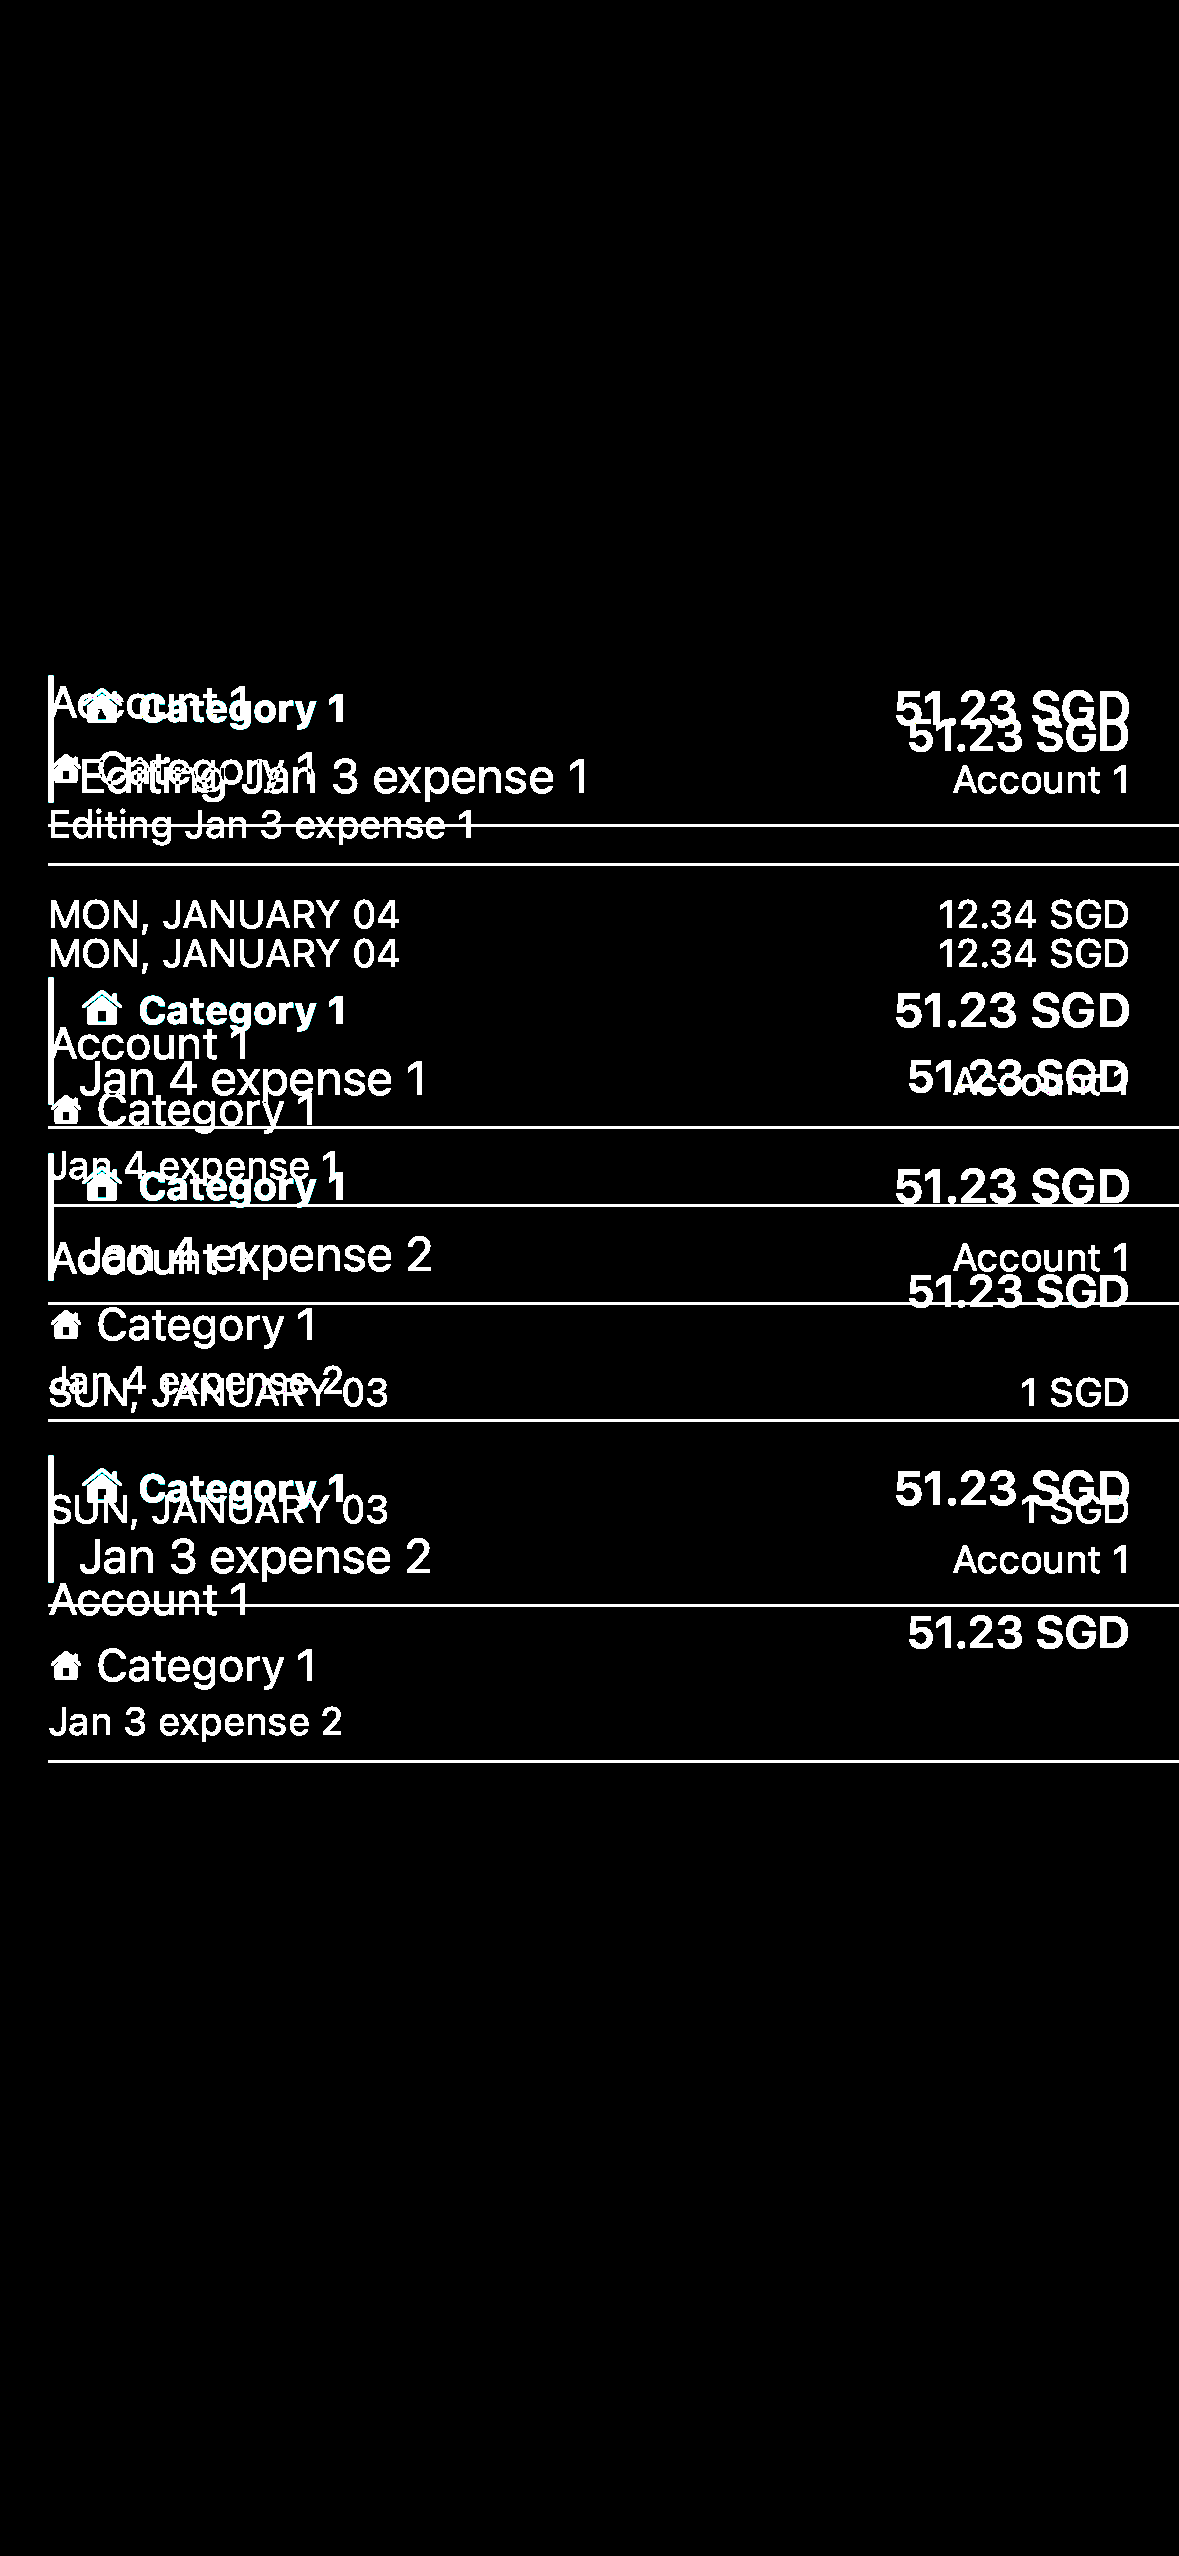 Account 1
Category 1 51.23 SGD
51.23 SGD
Category 1
Editing Jan 3 expense 1 Account 1
Editing Jan 3 expense 1
MON, JANUARY 04 12.34 SGD
MON, JANUARY 04 12.34 SGD
Category 1 51.23 SGD
Account 1
Jan 4 expense 1 Account 1
51.23 SGD
Category 1
Jan 4 expense 1
Category 1 51.23 SGD
Jan 4 expense 2 Account 1
Account 1
51.23 SGD
Category 1
Jan 4 expense 2
SUN, JANUARY 03 1 SGD
Category 1 51.23 SGD
SUN, JANUARY 03 1 SGD
Jan 3 expense 2 Account 1
Account 1
51.23 SGD
Category 1
Jan 3 expense 2